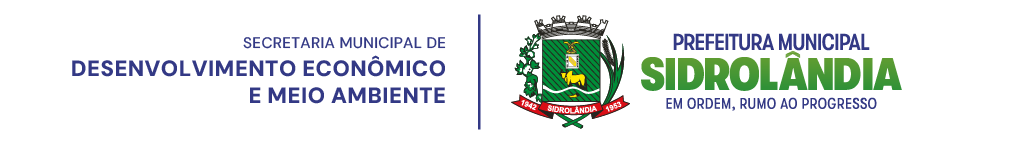 SECRETARIA MUNICIPAL DE
DESENVOLVIMENTO ECONÔMICO
E MEIO AMBIENTE
1942 SIDROLÂNDIA 1953
PREFEITURA MUNICIPAL
SIDROLÂNDIA
EM ORDEM, RUMO AO PROGRESSO